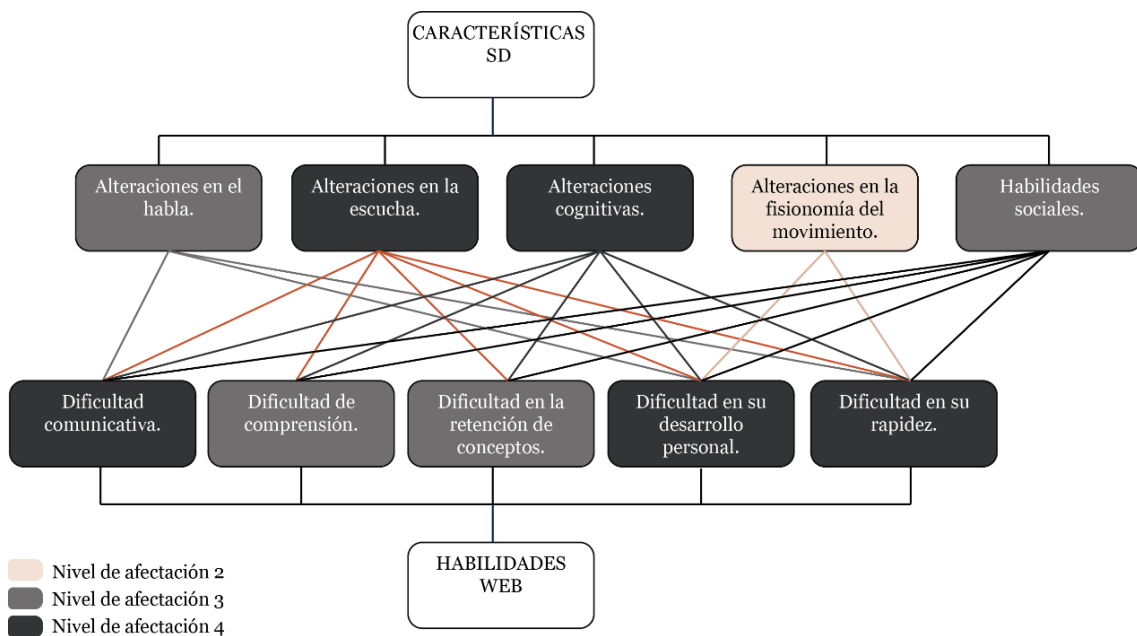 CARACTERÍSTICAS
SD
Alteraciones en el
habla.
Alteraciones en la
escucha.
Alteraciones
cognitivas.
Alteraciones en la
fisionomía del
movimiento.
Habilidades
sociales.
Dificultad
comunicativa.
Dificultad de
comprensión.
Dificultad en la
retención de
conceptos.
Dificultad en su
desarrollo
personal.
Dificultad en su
rapidez.
HABILIDADES
WEB
Nivel de afectación 2
Nivel de afectación 3
Nivel de afectación 4